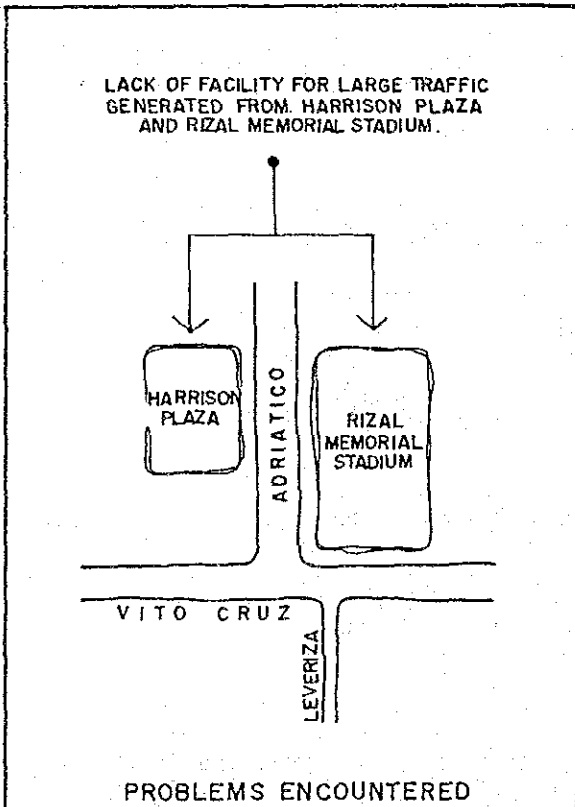 LACK OF FACILITY FOR LARGE TRAFFIC
GENERATED FROM HARRISON PLAZA
AND RIZAL MEMORIAL STADIUM.
HARRISON
PLAZA
ADRIATICO
RIZAL
MEMORIAL
STADIUM
VITO CRUZ
LEVERIZA
PROBLEMS ENCOUNTERED